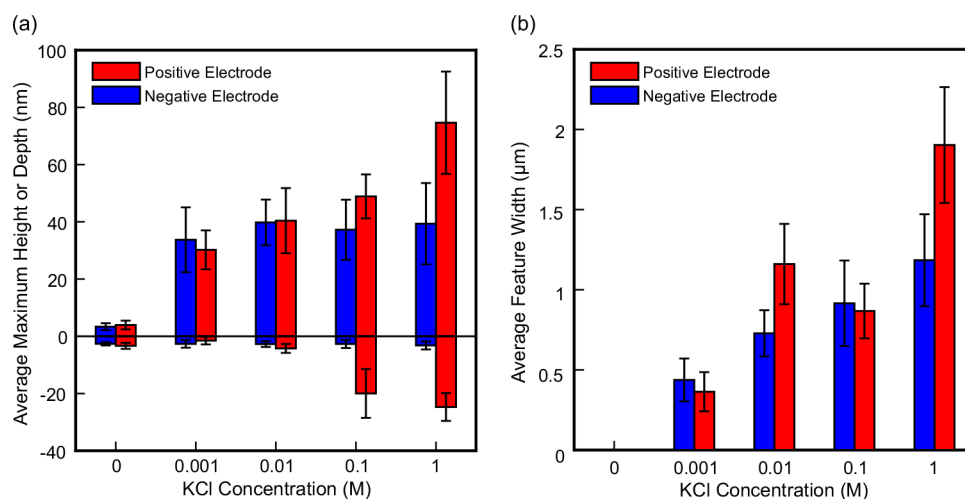 (a)
Average Maximum Height or Depth (nm)
100
80
60
40
20
0
-20
-40
Positive Electrode
Negative Electrode
0 0.001 0.01 0.1 1
KCl Concentration (M)
(b)
Average Feature Width (μm)
2.5
2
1.5
1
0.5
0
Positive Electrode
Negative Electrode
0 0.001 0.01 0.1 1
KCl Concentration (M)